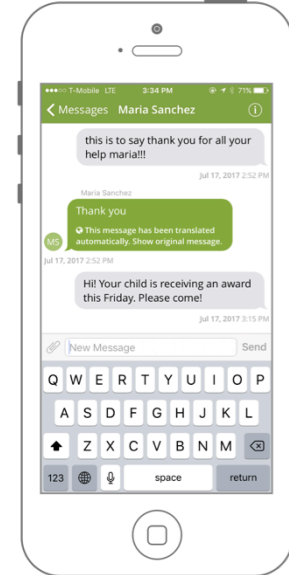 T-Mobile LTE 3:34 PM 71%
Messages Maria Sanchez
this is to say thank you for all your
help maria!!!
Jul 17, 2017 2:52 PM
Maria Sanchez
Thank you
This message has been translated
automatically. Show original message.
MS
Jul 17, 2017 2:52 PM
Hi! Your child is receiving an award
this Friday. Please come!
Jul 17, 2017 3:15 PM
New Message Send
Q W E R T Y U I O P
A S D F G H J K L
Z X C V B N M
123 space return